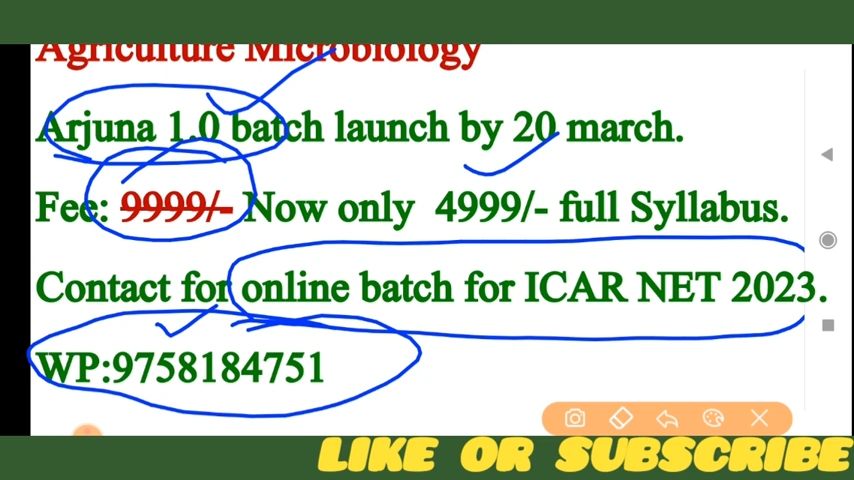 Agriculture Microbiology
Arjuna 1.0 batch launch by 20 march.
Fee: 9999/- Now only 4999/- full Syllabus.
Contact for online batch for ICAR NET 2023.
WP:9758184751
LIKE OR SUBSCRIBE